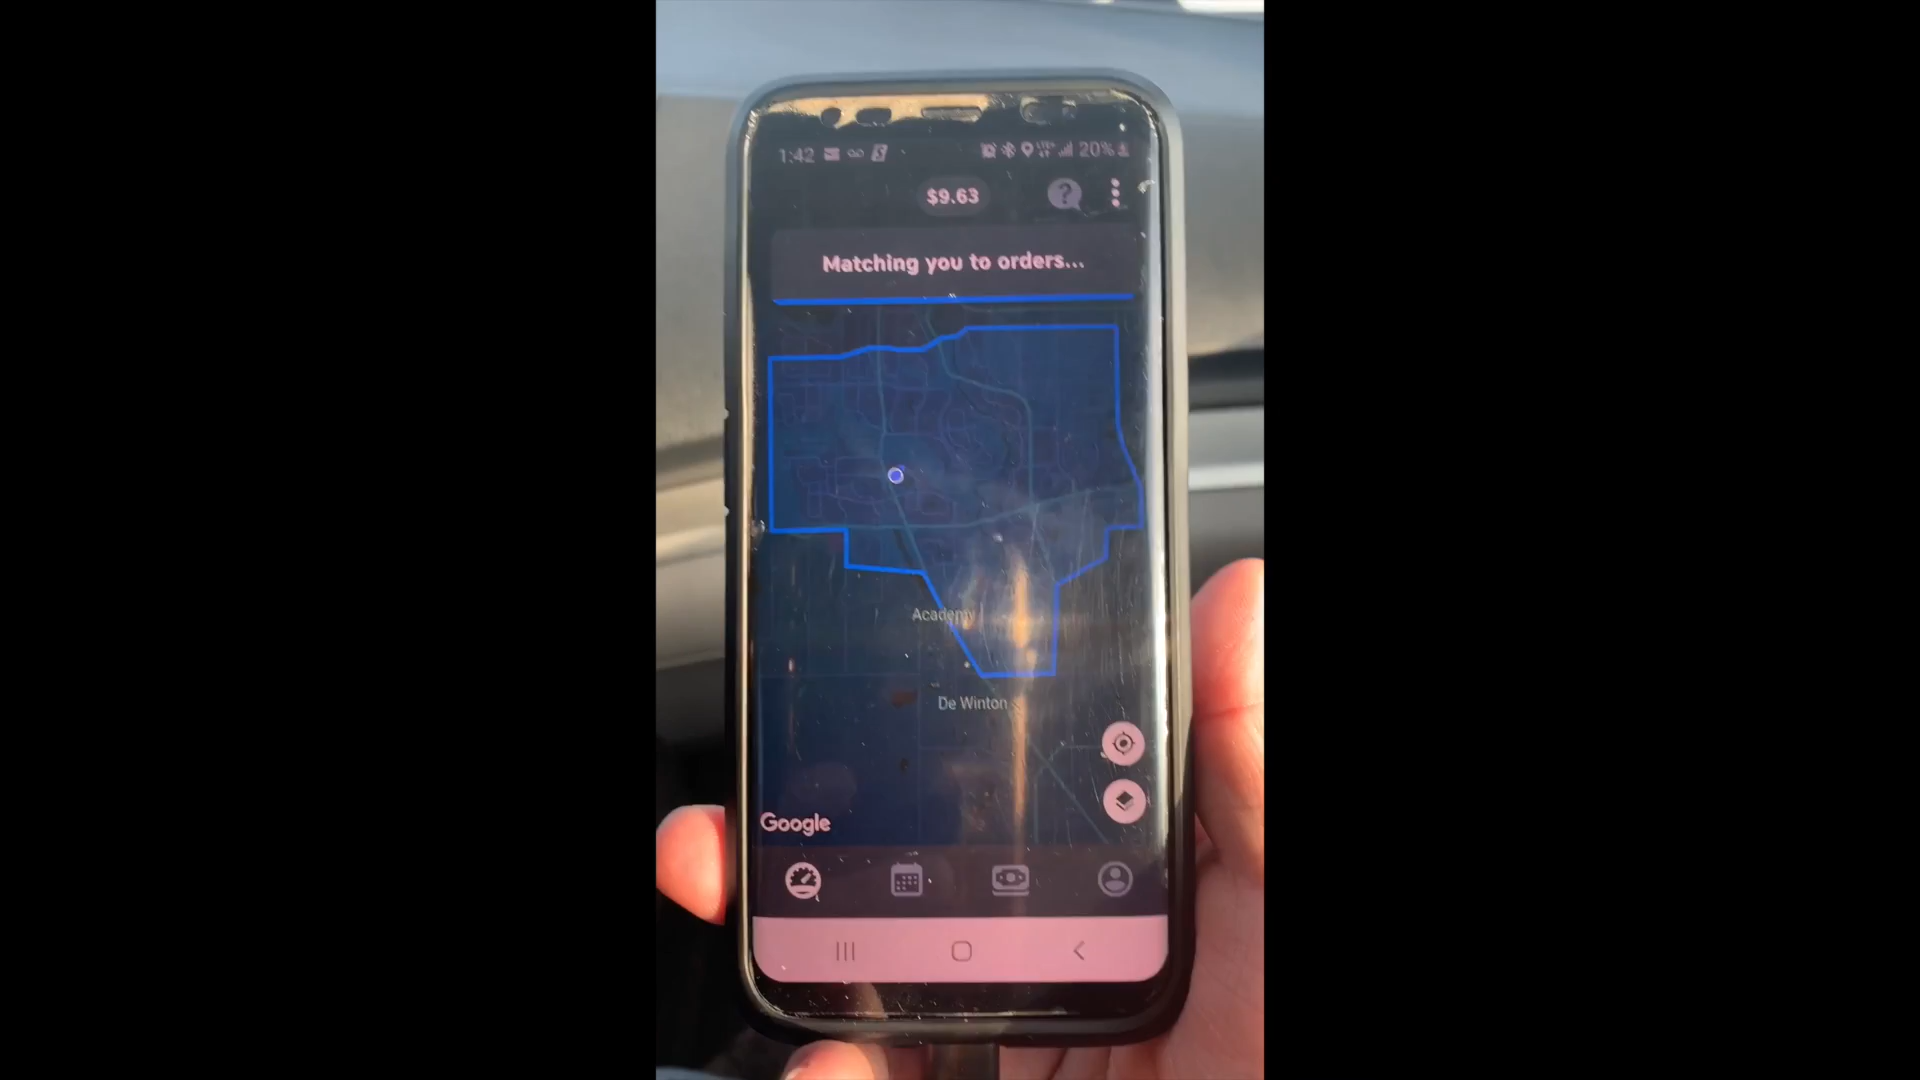 1:42
20%
$9.63
?
Matching you to orders...
Academy
De Winton
Google